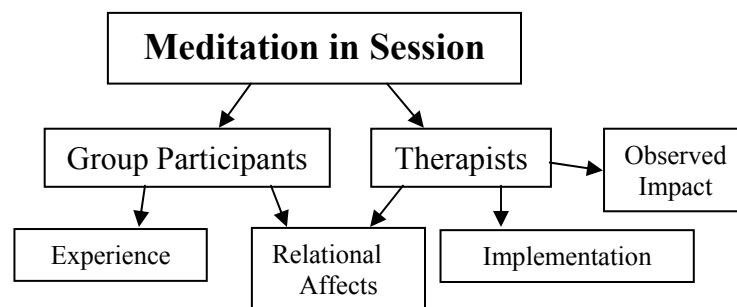 Meditation in Session
Group Participants
Therapists
Observed
Impact
Experience
Relational
Affects
Implementation